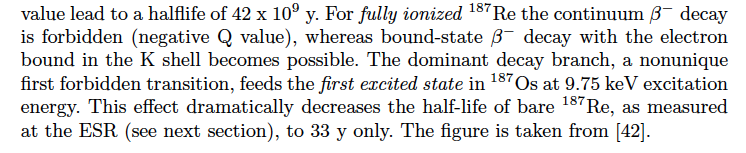 value lead to a halflife of 42 x 10⁹ y. For fully ionized ¹⁸⁷Re the continuum β⁻ decay
is forbidden (negative Q value), whereas bound-state β⁻ decay with the electron
bound in the K shell becomes possible. The dominant decay branch, a nonunique
first forbidden transition, feeds the first excited state in ¹⁸⁷Os at 9.75 keV excitation
energy. This effect dramatically decreases the half-life of bare ¹⁸⁷Re, as measured
at the ESR (see next section), to 33 y only. The figure is taken from [42].